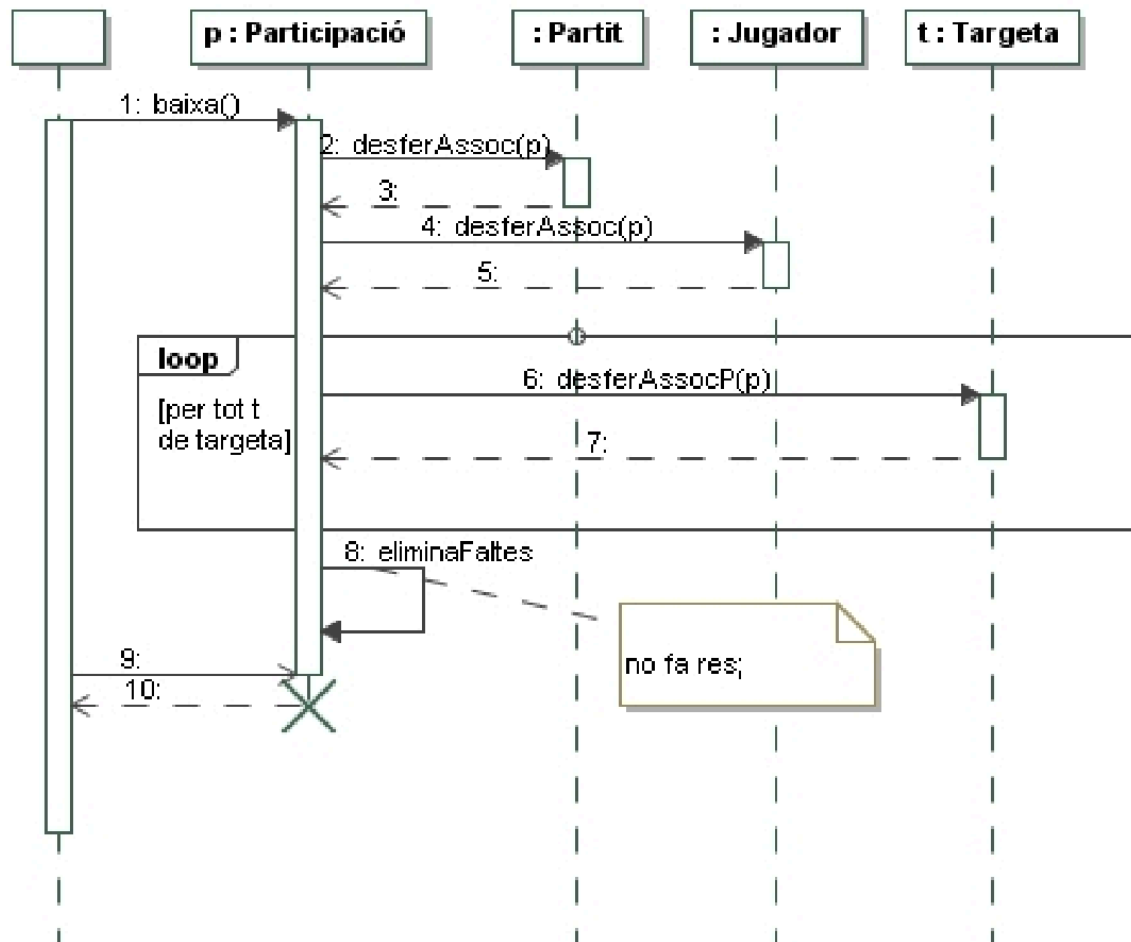 p : Participació
: Partit
: Jugador
t : Targeta
1: baixa()
2: desferAssoc(p)
3:
4: desferAssoc(p)
5:
loop
6: desferAssocP(p)
[per tot t
de targeta]
7:
8: eliminaFaltes
no fa res;
9:
10: